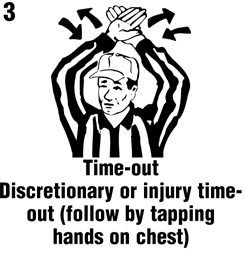 3
Time-out
Discretionary or injury time-
out (follow by tapping
hands on chest)